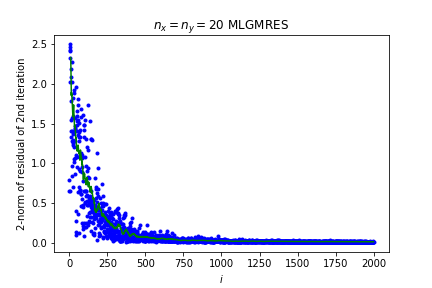 $n_x = n_y = 20$ MLGMRES
2-norm of residual of 2nd iteration
2.5
2.0
1.5
1.0
0.5
0.0
0 250 500 750 1000 1250 1500 1750 2000
i